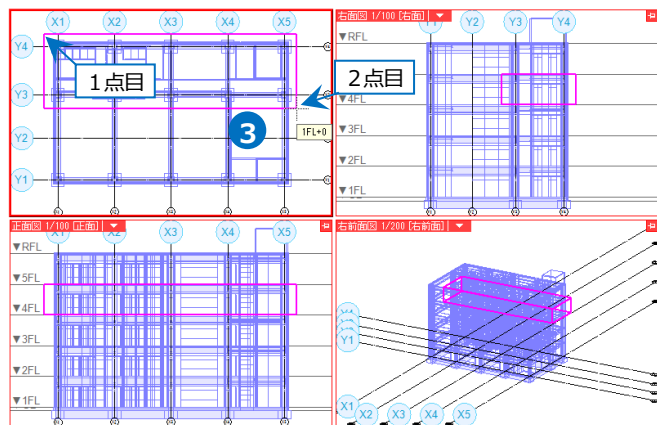 X1 X2 X3 X4 X5
Y4
1点目
2点目
Y3
3
1FL+0
Y2
Y1
右面図 1/100 [右面]
Y1 Y2 Y3 Y4
▼RFL
▼4FL
▼3FL
▼2FL
▼1FL
正面図 1/100 [正面]
X1 X2 X3 X4 X5
▼RFL
▼5FL
▼4FL
▼3FL
▼2FL
▼1FL
右前面図 1/200 [右前面]
Y1
X1 X2 X3 X4 X5